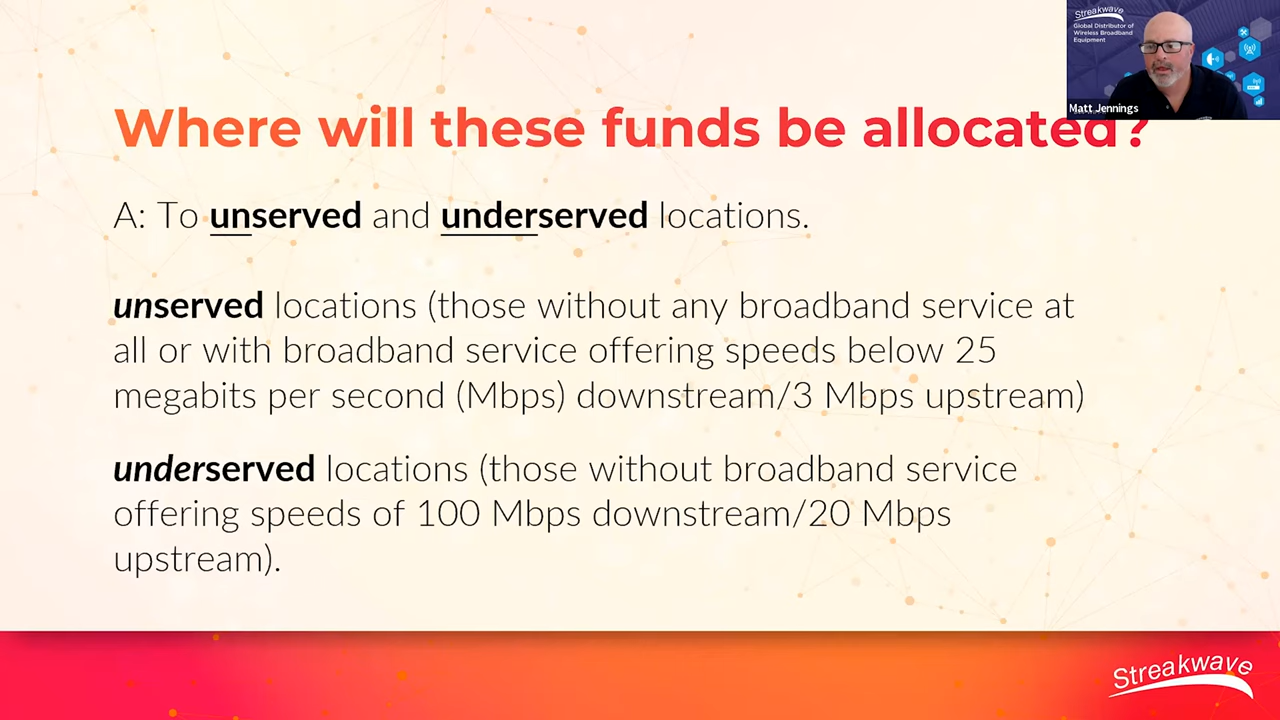 Streakwave
Global Distributor of
Wireless Broadband
Equipment
Matt Jennings
Where will these funds be allocated?
A: To unserved and underserved locations.
unserved locations (those without any broadband service at
all or with broadband service offering speeds below 25
megabits per second (Mbps) downstream/3 Mbps upstream)
underserved locations (those without broadband service
offering speeds of 100 Mbps downstream/20 Mbps
upstream).
Streakwave